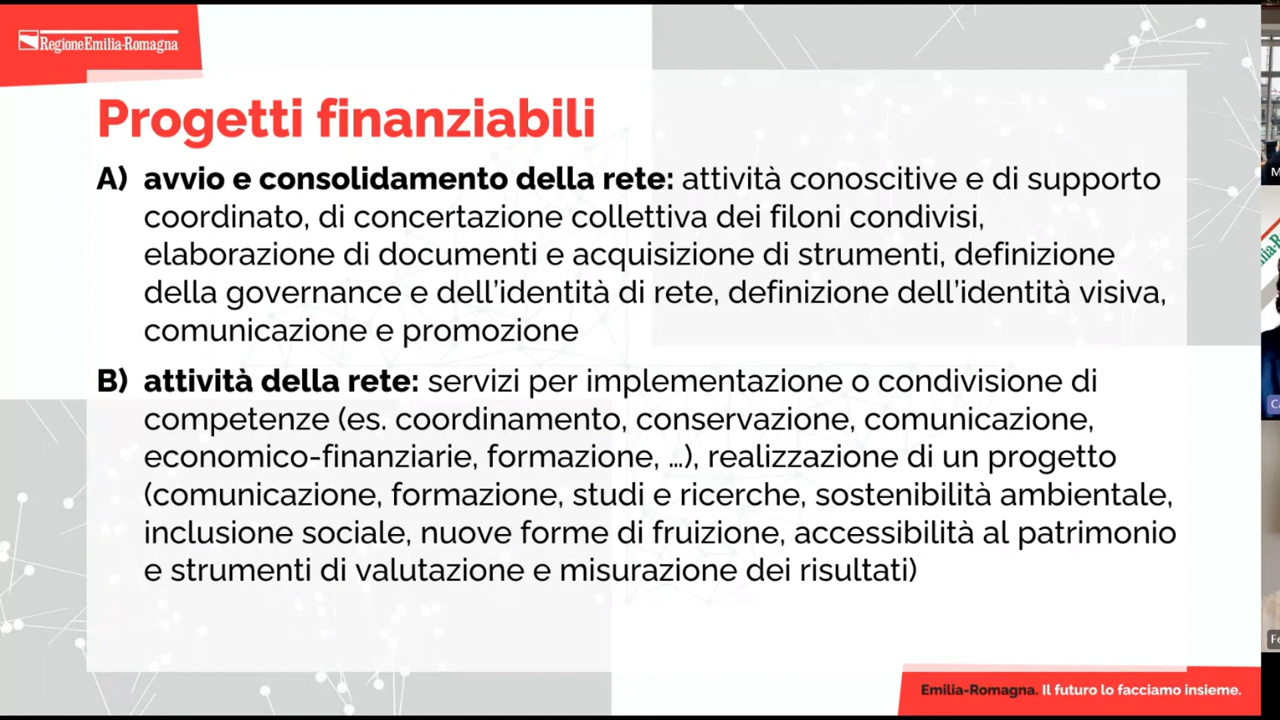 RegioneEmilia-Romagna
Progetti finanziabili
A) avvio e consolidamento della rete: attività conoscitive e di supporto
coordinato, di concertazione collettiva dei filoni condivisi,
elaborazione di documenti e acquisizione di strumenti, definizione
della governance e dell'identità di rete, definizione dell'identità visiva,
comunicazione e promozione
B) attività della rete: servizi per implementazione o condivisione di
competenze (es. coordinamento, conservazione, comunicazione,
economico-finanziarie, formazione, …), realizzazione di un progetto
(comunicazione, formazione, studi e ricerche, sostenibilità ambientale,
inclusione sociale, nuove forme di fruizione, accessibilità al patrimonio
e strumenti di valutazione e misurazione dei risultati)
Emilia-Romagna. Il futuro lo facciamo insieme.